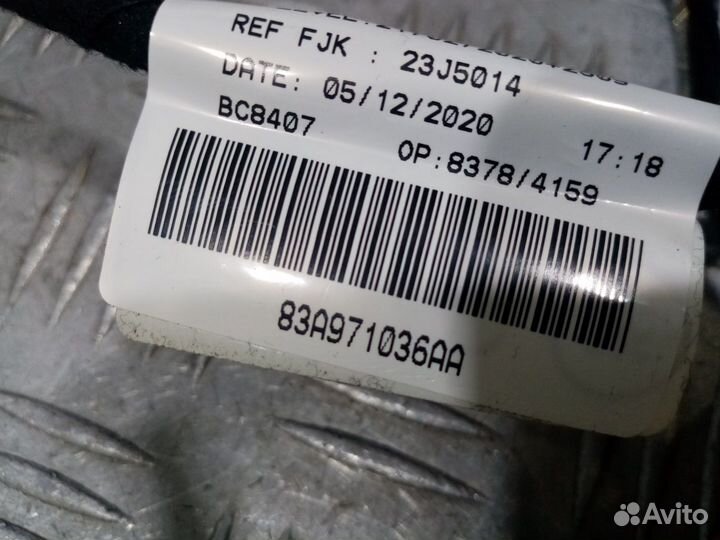 REF FJK : 23J5014
DATE: 05/12/2020 17:18
BC8407 OP:8378/4159
83A971036AA
Avito